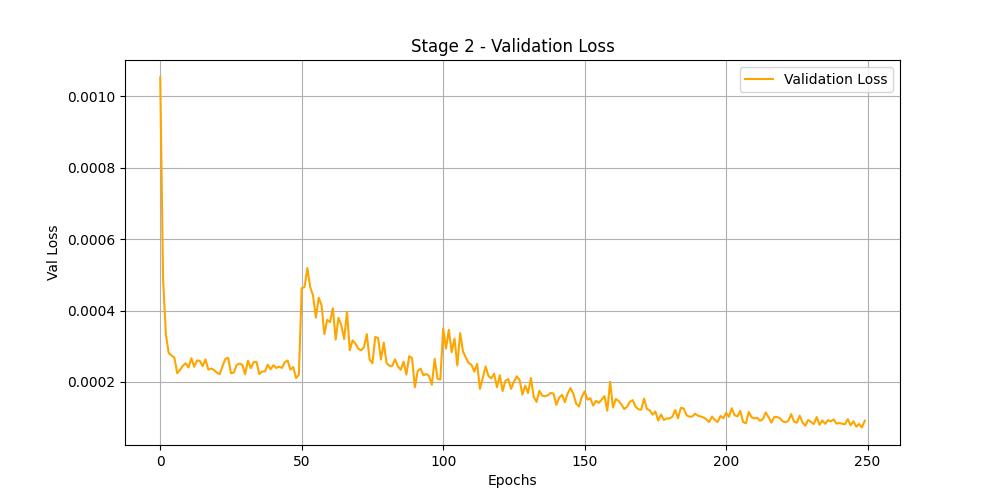 Stage 2 - Validation Loss
Validation Loss
0.0010
0.0008
0.0006
0.0004
0.0002
Val Loss
0 50 100 150 200 250
Epochs